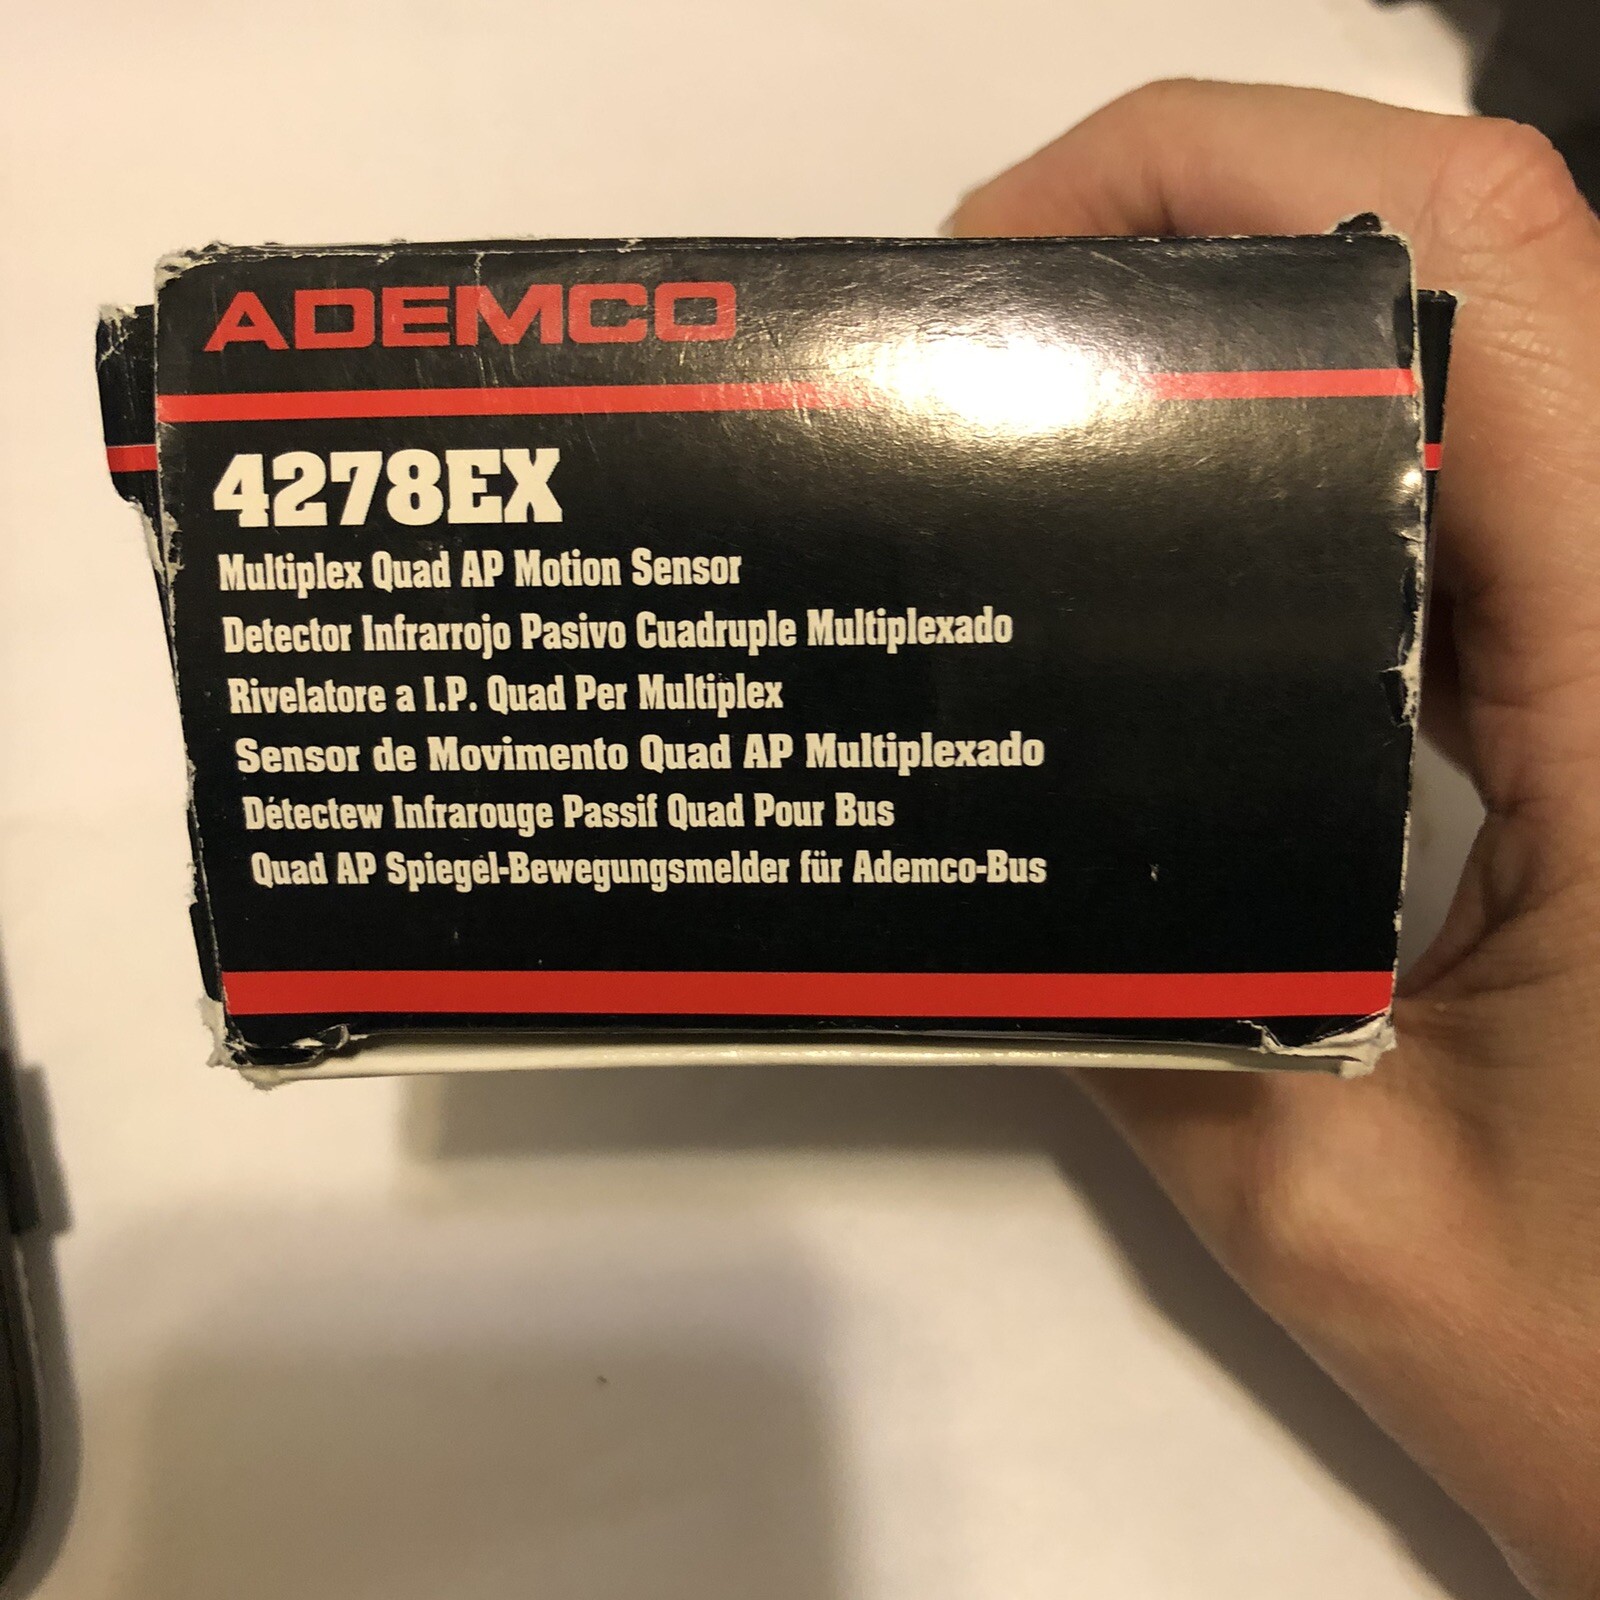 ADEMCO
4278EX
Multiplex Quad AP Motion Sensor
Detector Infrarrojo Pasivo Cuadruple Multiplexado
Rivelatore a I.P. Quad Per Multiplex
Sensor de Movimento Quad AP Multiplexado
Détectew Infrarouge Passif Quad Pour Bus
Quad AP Spiegel-Bewegungsmelder für Ademco-Bus